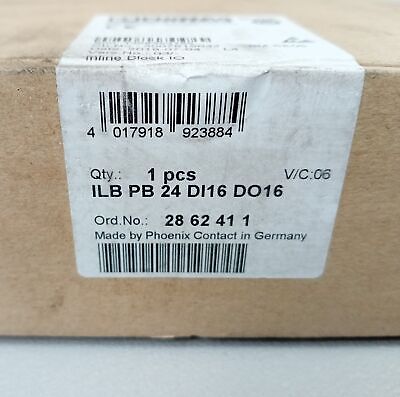 Inline Block IO
4 017918 923884
Qty.: 1 pcs V/C:06
ILB PB 24 DI16 DO16
Ord.No.: 28 62 41 1
Made by Phoenix Contact in Germany